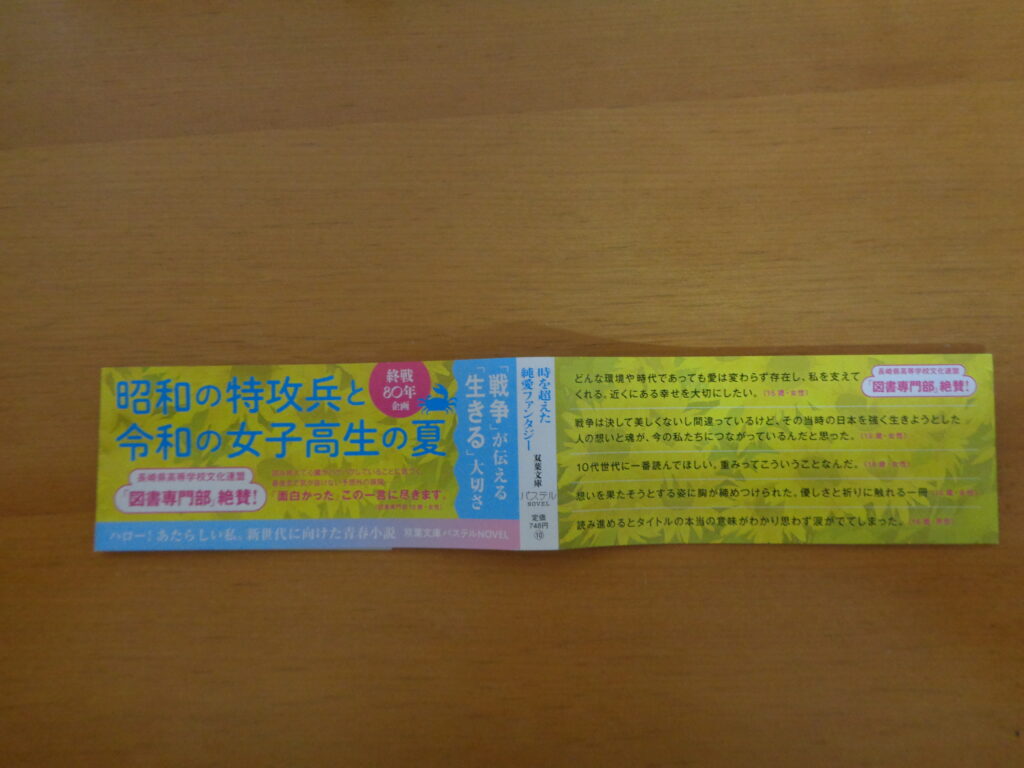 昭和の特攻兵と
令和の女子高生の夏
終戦
80年
企画
「戦争」が伝える
「生きる」大切さ
長崎県高等学校文化連盟
「図書専門部」絶賛!
「面白かった」この一言に尽きます。
ハロー!あたらしい私。新世代に向けた青春小説 双葉文庫パステルNOVEL
時を超えた
純愛ファンタジー
双葉文庫
パステル
NOVEL
定価
748円
⑩
長崎県高等学校文化連盟
「図書専門部」絶賛!
どんな環境や時代であっても愛は変わらず存在し、私を支えて
くれる。近くにある幸せを大切にしたい。
戦争は決して美しくないし間違っているけど、その当時の日本を強く生きようとした
人の想いと魂が、今の私たちにつながっているんだと思った。
10代世代に一番読んでほしい。重みってこういうことなんだ。
想いを果たそうとする姿に胸が締めつけられた。優しさと祈りに触れる一冊
読み進めるとタイトルの本当の意味がわかり思わず涙がでてしまった。